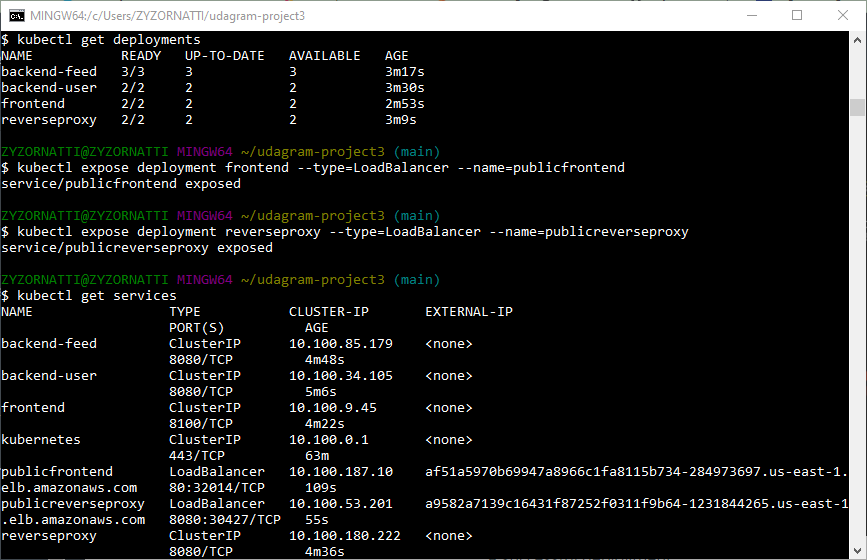 MINGW64:/c/Users/ZYZORNATTI/udagram-project3
$ kubectl get deployments
NAME           READY   UP-TO-DATE   AVAILABLE   AGE
backend-feed   3/3     3            3           3m17s
backend-user   2/2     2            2           3m30s
frontend       2/2     2            2           2m53s
reverseproxy   2/2     2            2           3m9s
ZYZORNATTI@ZYZORNATTI MINGW64 ~/udagram-project3 (main)
$ kubectl expose deployment frontend --type=LoadBalancer --name=publicfrontend
service/publicfrontend exposed
ZYZORNATTI@ZYZORNATTI MINGW64 ~/udagram-project3 (main)
$ kubectl expose deployment reverseproxy --type=LoadBalancer --name=publicreverseproxy
service/publicreverseproxy exposed
ZYZORNATTI@ZYZORNATTI MINGW64 ~/udagram-project3 (main)
$ kubectl get services
NAME                 TYPE           CLUSTER-IP       EXTERNAL-IP
                     PORT(S)          AGE
backend-feed         ClusterIP      10.100.85.179    <none>
                     8080/TCP         4m48s
backend-user         ClusterIP      10.100.34.105    <none>
                     8080/TCP         5m6s
frontend             ClusterIP      10.100.9.45      <none>
                     8100/TCP         4m22s
kubernetes           ClusterIP      10.100.0.1       <none>
                     443/TCP          63m
publicfrontend       LoadBalancer   10.100.187.10    af51a5970b69947a8966c1fa8115b734-284973697.us-east-1.
elb.amazonaws.com    80:32014/TCP     109s
publicreverseproxy   LoadBalancer   10.100.53.201    a9582a7139c16431f87252f0311f9b64-1231844265.us-east-1
.elb.amazonaws.com   8080:30427/TCP   55s
reverseproxy         ClusterIP      10.100.180.222   <none>
                     8080/TCP         4m36s